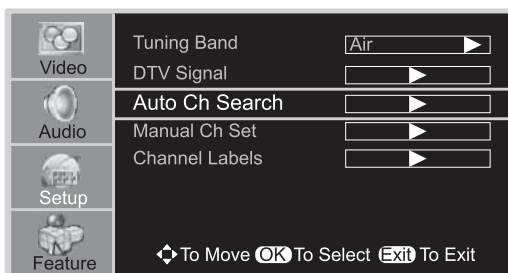 Video
Audio
Setup
Feature
Tuning Band Air
DTV Signal
Auto Ch Search
Manual Ch Set
Channel Labels
To Move OK To Select Exit To Exit